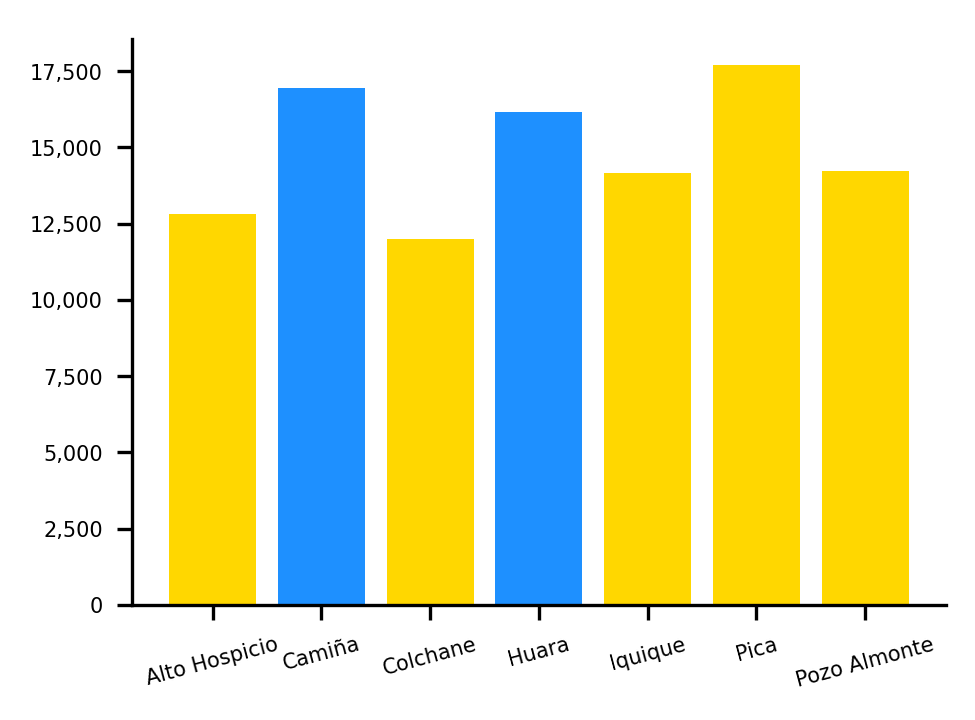 17,500
15,000
12,500
10,000
7,500
5,000
2,500
0
Alto Hospicio
Camiña
Colchane
Huara
Iquique
Pica
Pozo Almonte